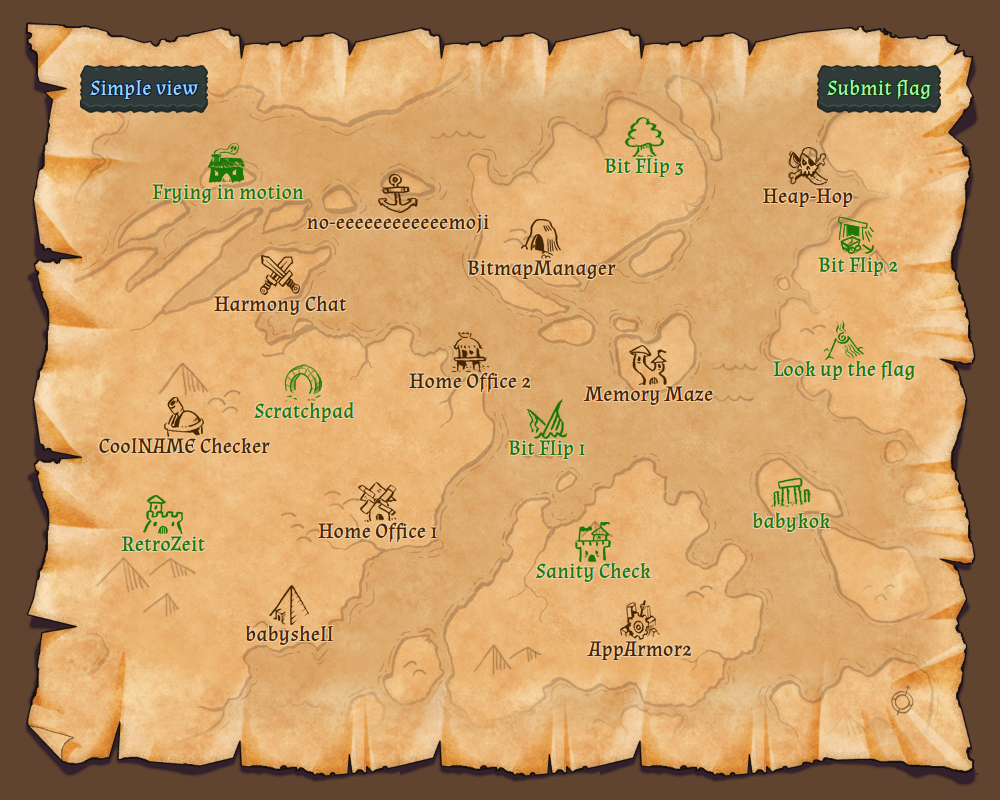 Simple view
Submit flag
Bit Flip 3
Frying in motion
Heap-Hop
no-eeeeeeeeeeeemoji
BitmapManager
Bit Flip 2
Harmony Chat
Look up the flag
Home Office 2
Memory Maze
Scratchpad
CoolNAME Checker
Bit Flip 1
babykok
Home Office 1
RetroZeit
Sanity Check
babyshell
AppArmor2